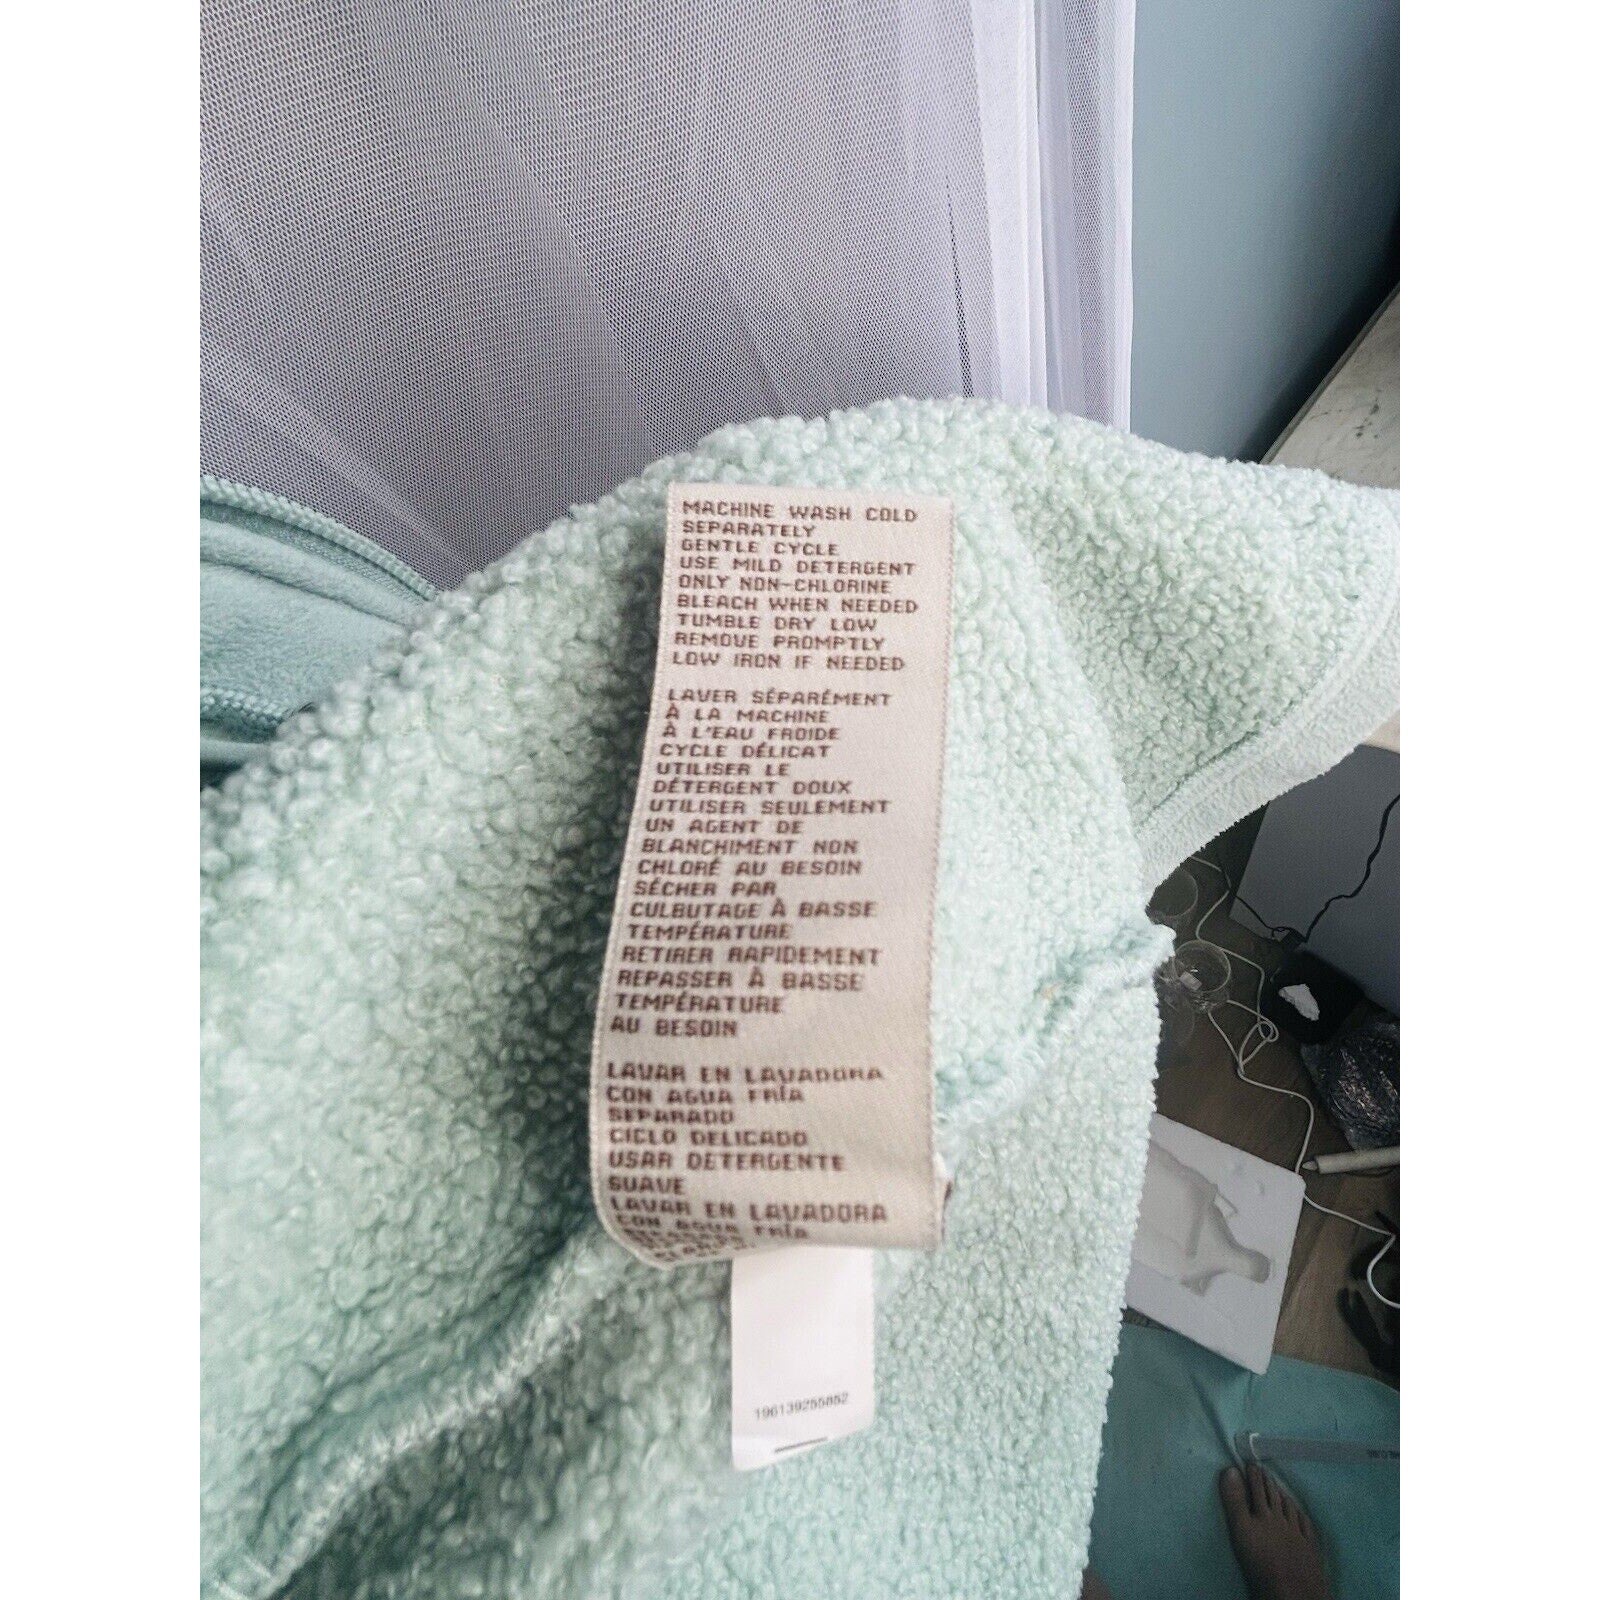 MACHINE WASH COLD
SEPARATELY
GENTLE CYCLE
USE MILD DETERGENT
ONLY NON-CHLORINE
BLEACH WHEN NEEDED
TUMBLE DRY LOW
REMOVE PROMPTLY
LOW IRON IF NEEDED
LAVER SÉPARÉMENT
À LA MACHINE
À L'EAU FROIDE
CYCLE DÉLICAT
UTILISER LE
DÉTERGENT DOUX
UTILISER SEULEMENT
UN AGENT DE
BLANCHIMENT NON
CHLORÉ AU BESOIN
SÉCHER PAR
CULBUTAGE À BASSE
TEMPÉRATURE
RETIRER RAPIDEMENT
REPASSER À BASSE
TEMPÉRATURE
AU BESOIN
LAVAR EN LAVADORA
CON AGUA FRÍA
SEPARADO
CICLO DELICADO
USAR DETERGENTE
SUAVE
LAVAR EN LAVADORA
CON AGUA FRÍA
196139255852